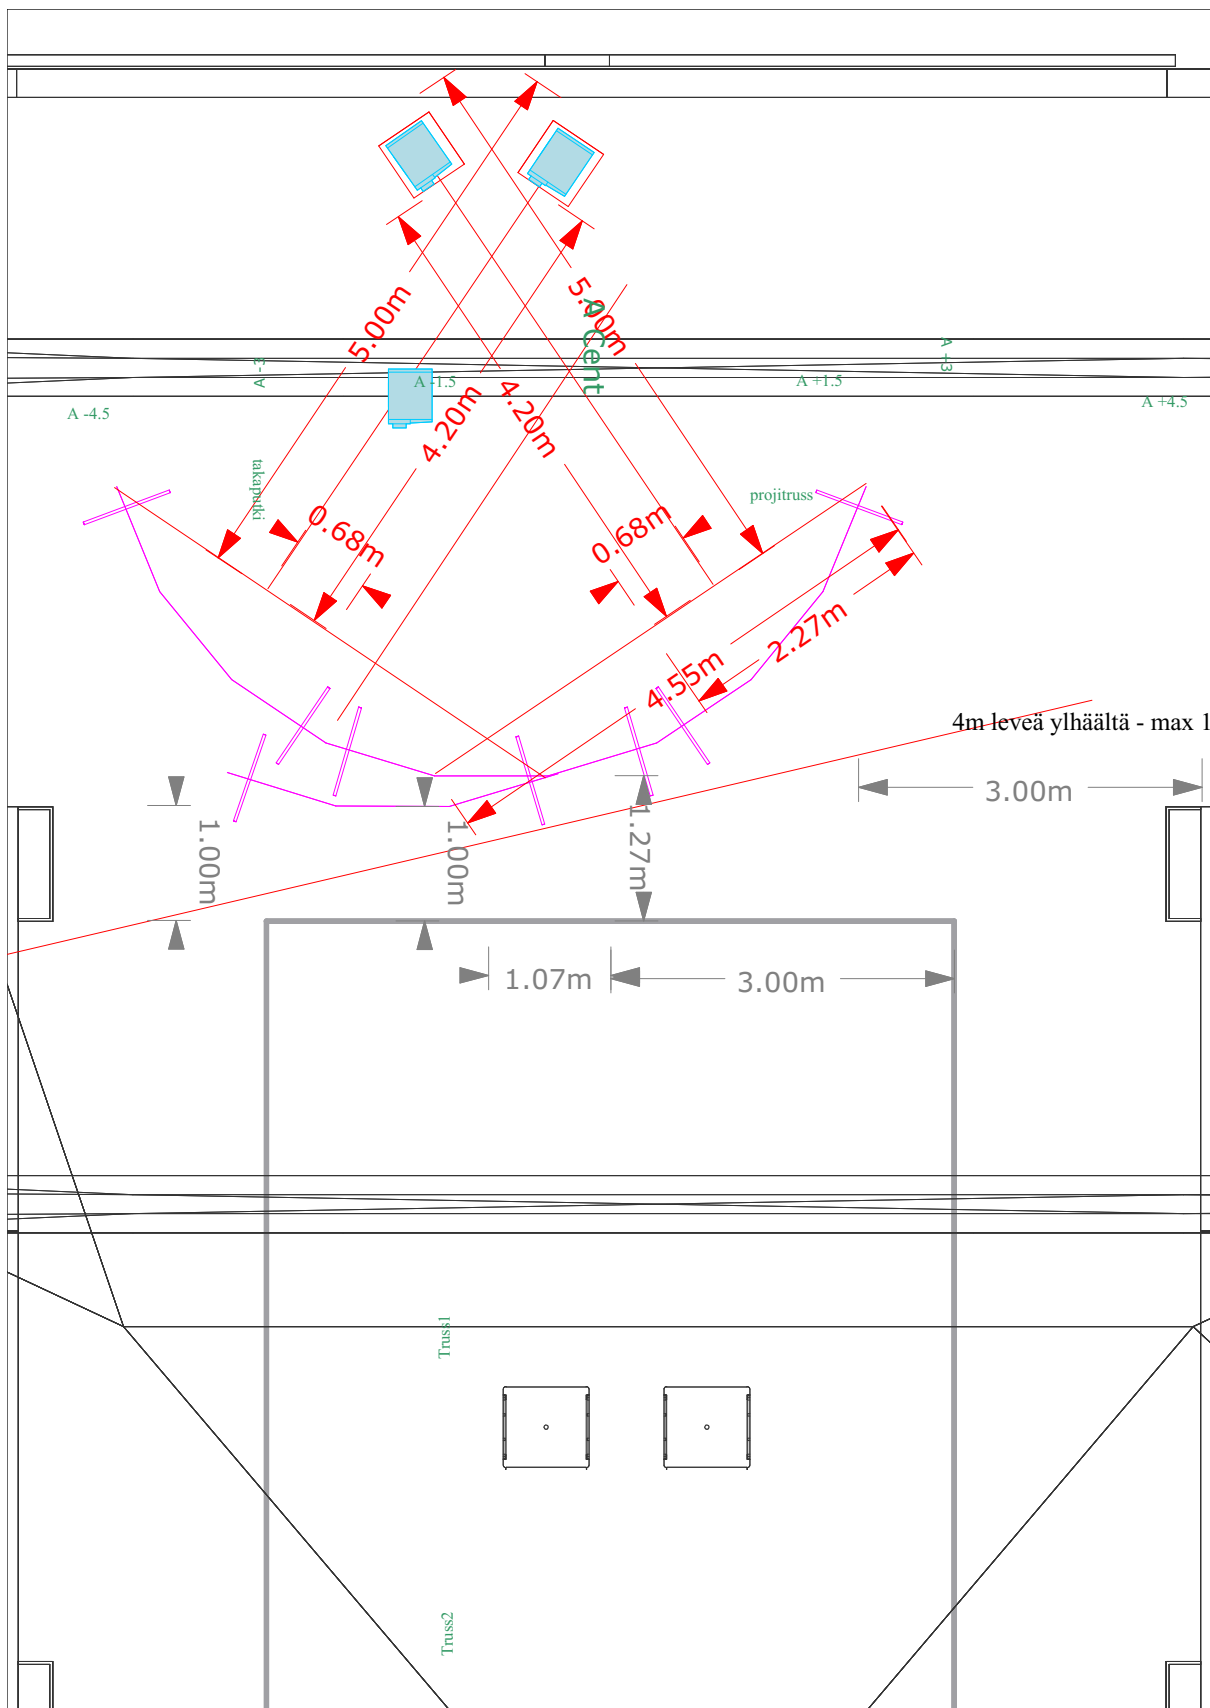 5.00m
5.00m
A Cent
A -3
A -1.5
A +1.5
A +3
A -4.5
A +4.5
4.20m
4.20m
takaputki
projitruss
0.68m
0.68m
2.27m
4.55m
4m leveä ylhäältä - max 1
3.00m
1.00m
1.00m
1.27m
1.07m
3.00m
Truss1
Truss2